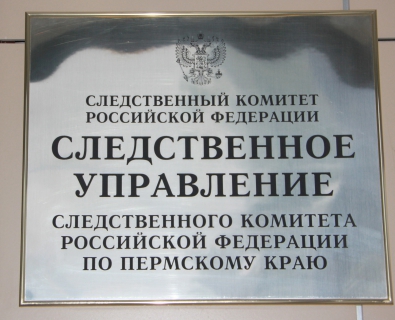 СЛЕДСТВЕННЫЙ КОМИТЕТ
РОССИЙСКОЙ ФЕДЕРАЦИИ
СЛЕДСТВЕННОЕ
УПРАВЛЕНИЕ
СЛЕДСТВЕННОГО КОМИТЕТА
РОССИЙСКОЙ ФЕДЕРАЦИИ
ПО ПЕРМСКОМУ КРАЮ